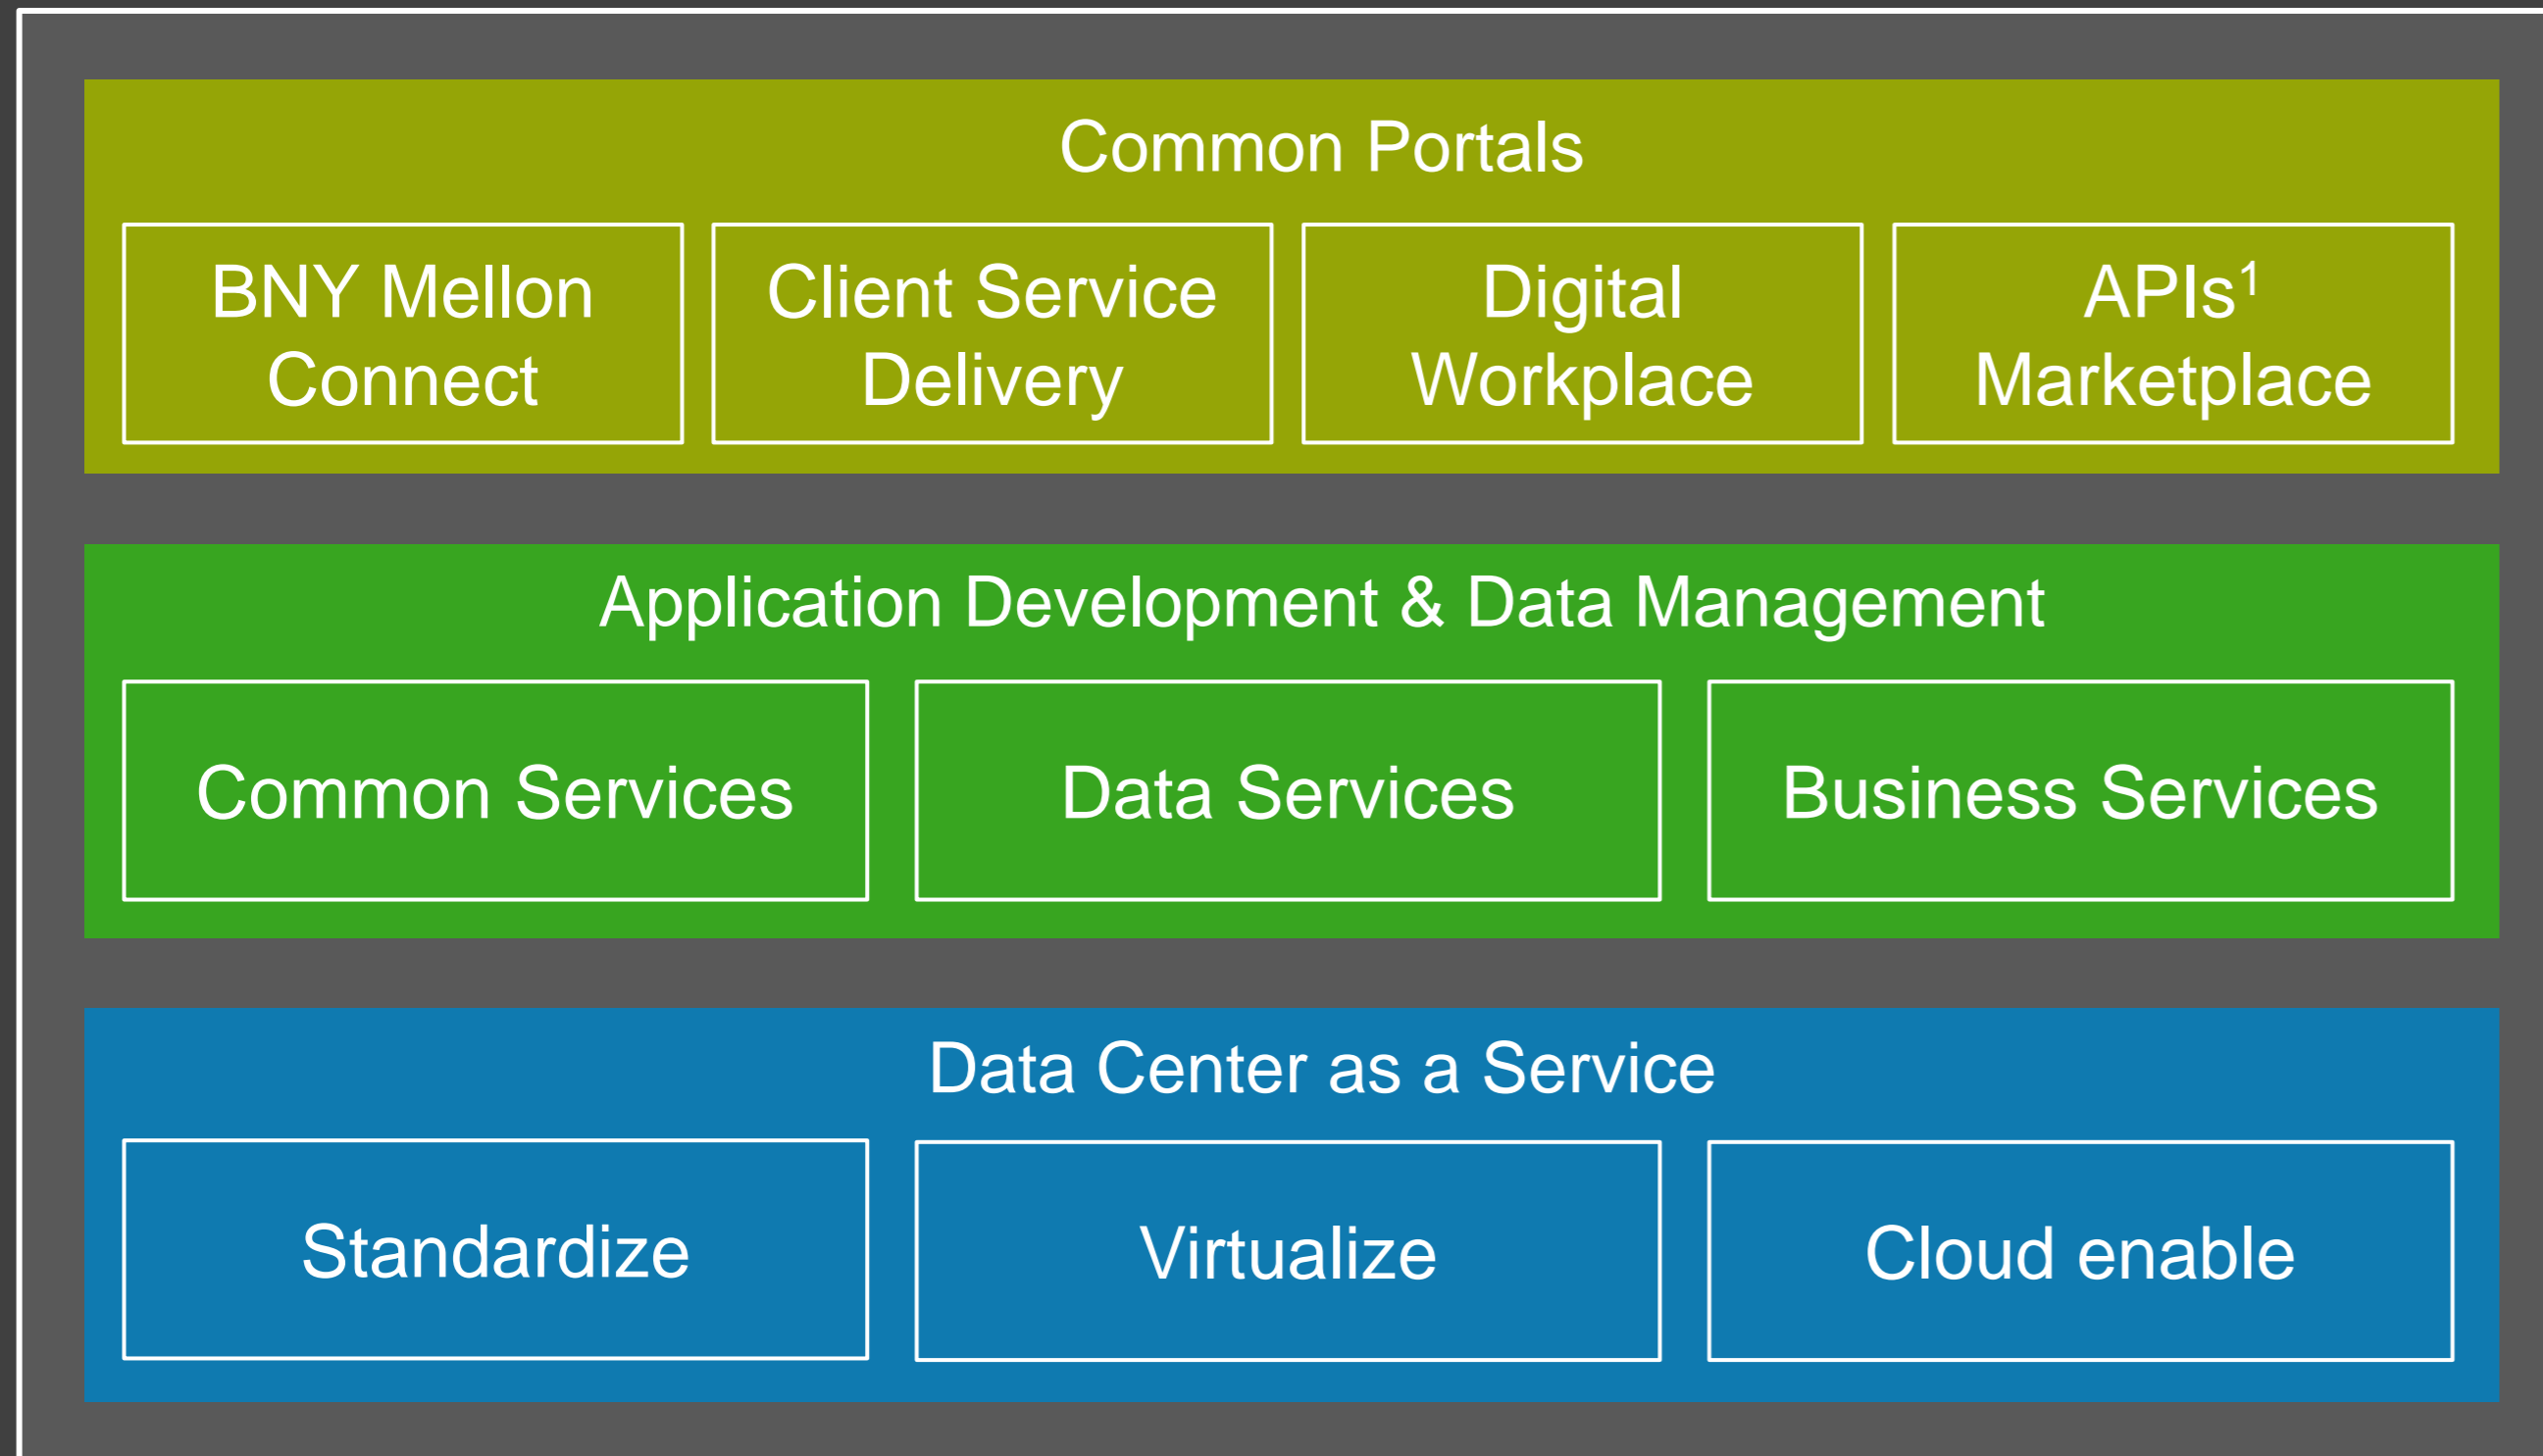 Common Portals
BNY Mellon
Connect
Client Service
Delivery
Digital
Workplace
APIs¹
Marketplace
Application Development & Data Management
Common Services
Data Services
Business Services
Data Center as a Service
Standardize
Virtualize
Cloud enable